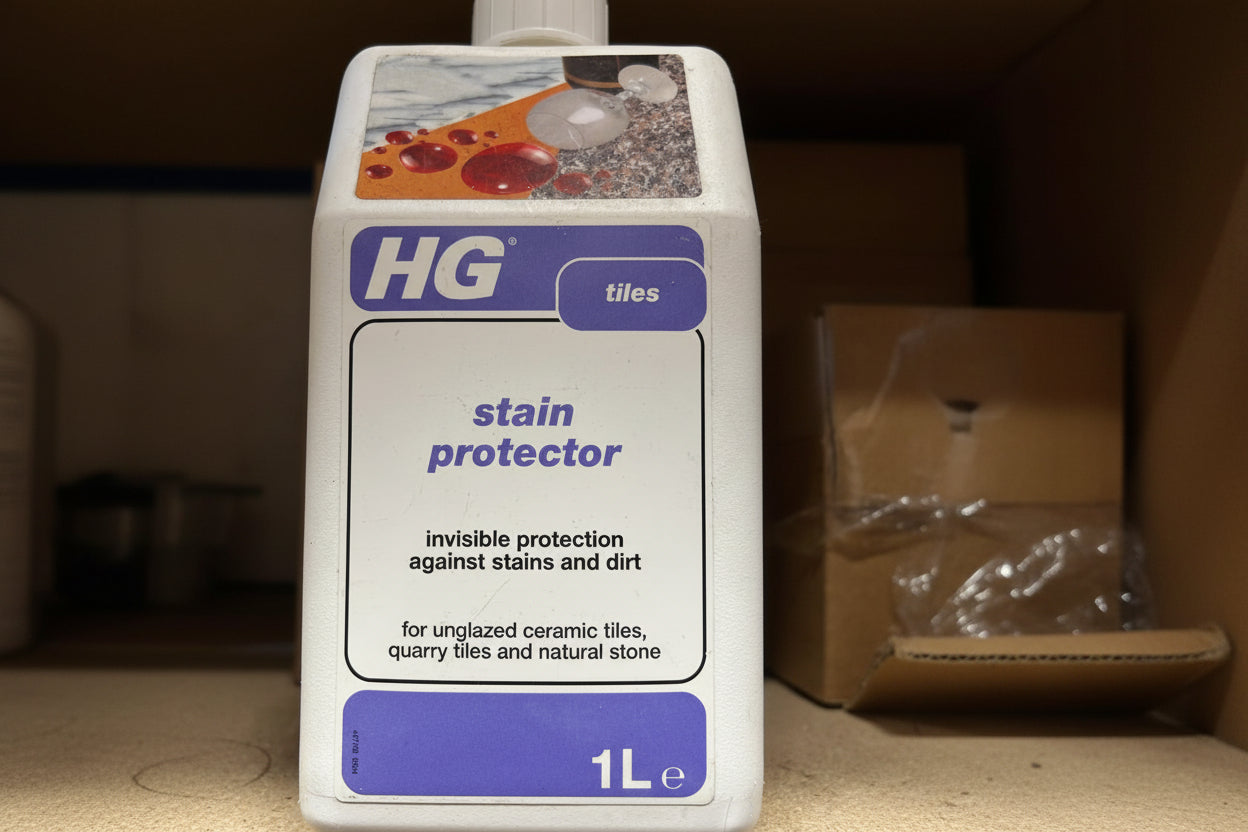 HG®
tiles
stain
protector
invisible protection
against stains and dirt
for unglazed ceramic tiles,
quarry tiles and natural stone
1L ℮